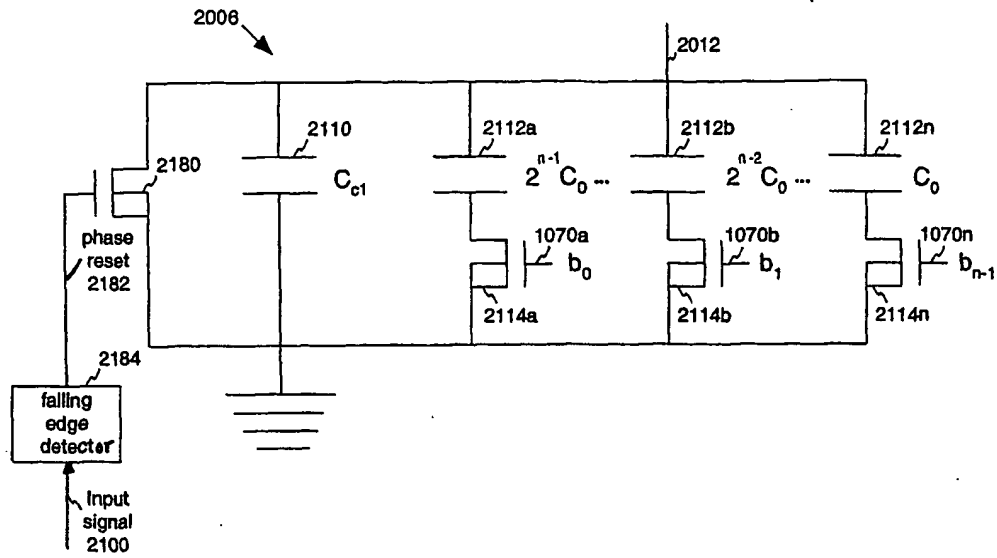 2006
2012
2110
2112a
2112b
2112n
2180
C_c1
2^n-1 C_0 ...
2^n-2 C_0 ...
C_0
phase
reset
2182
1070a
b_0
1070b
b_1
1070n
b_n-1
2114a
2114b
2114n
2184
falling
edge
detector
Input
signal
2100